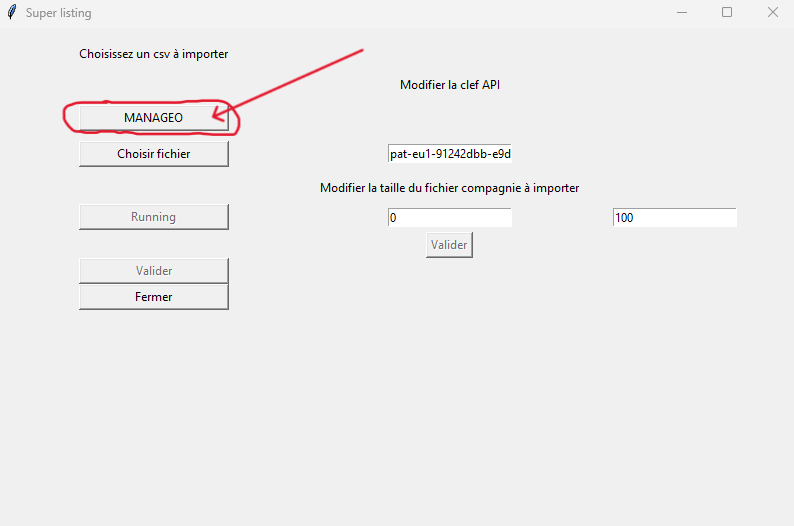 Super listing
Choisissez un csv à importer
Modifier la clef API
MANAGEO
Choisir fichier
pat-eu1-91242dbb-e9d
Modifier la taille du fichier compagnie à importer
Running
0
100
Valider
Valider
Fermer